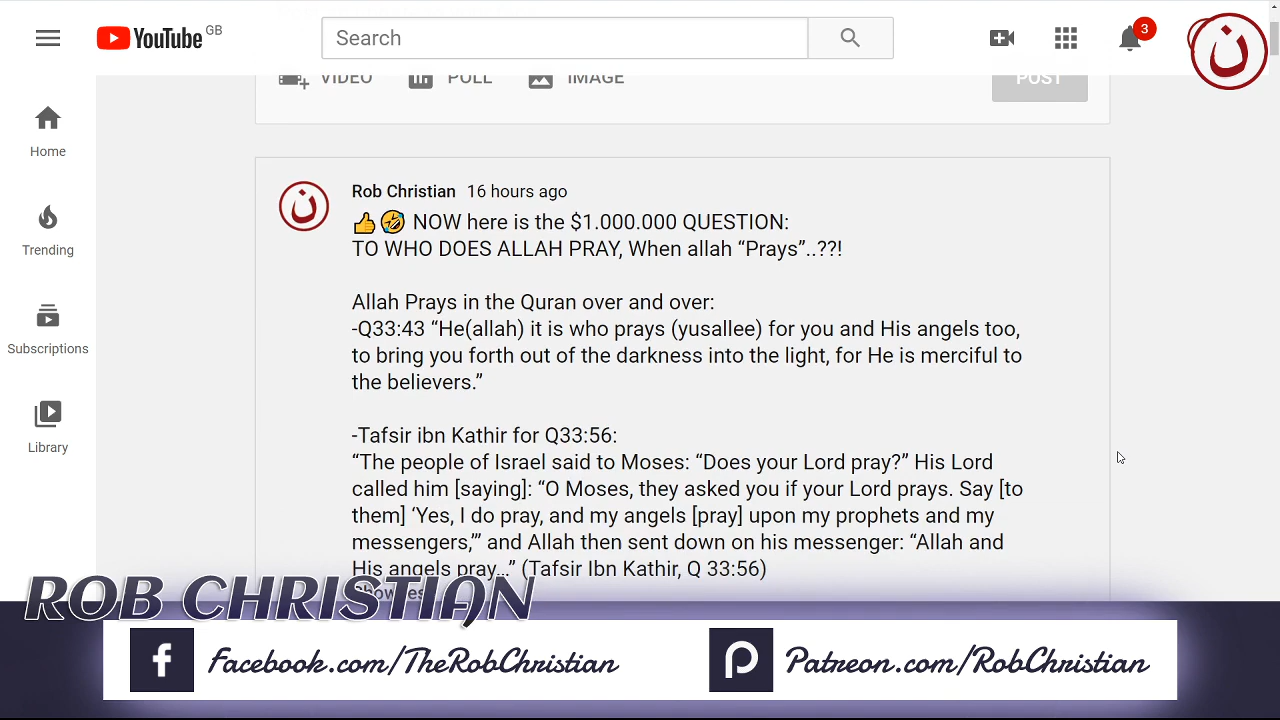 YouTube GB
Search
3
ن
VIDEO POLL IMAGE POST
Home
Trending
Subscriptions
Library
ن
Rob Christian 16 hours ago
👍🤣 NOW here is the $1.000.000 QUESTION:
TO WHO DOES ALLAH PRAY, When allah “Prays”..??!
Allah Prays in the Quran over and over:
-Q33:43 “He(allah) it is who prays (yusallee) for you and His angels too,
to bring you forth out of the darkness into the light, for He is merciful to
the believers.”
-Tafsir ibn Kathir for Q33:56:
“The people of Israel said to Moses: “Does your Lord pray?” His Lord
called him [saying]: “O Moses, they asked you if your Lord prays. Say [to
them] ‘Yes, I do pray, and my angels [pray] upon my prophets and my
messengers,’” and Allah then sent down on his messenger: “Allah and
His angels pray...” (Tafsir Ibn Kathir, Q 33:56)
ROB CHRISTIAN
Facebook.com/TheRobChristian
Patreon.com/RobChristian